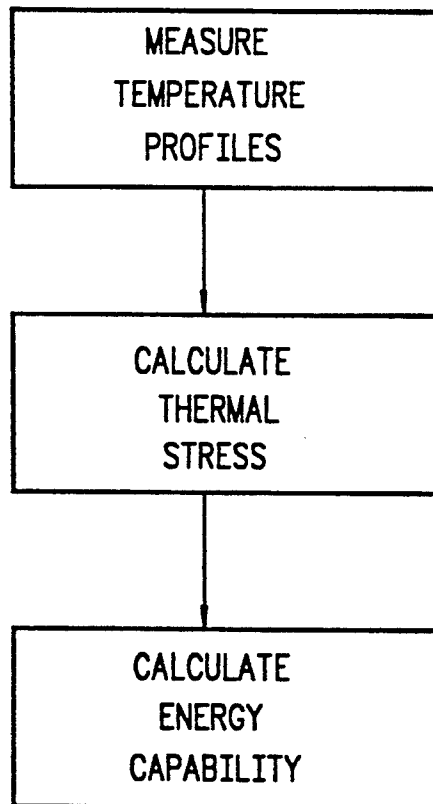 MEASURE
TEMPERATURE
PROFILES
CALCULATE
THERMAL
STRESS
CALCULATE
ENERGY
CAPABILITY